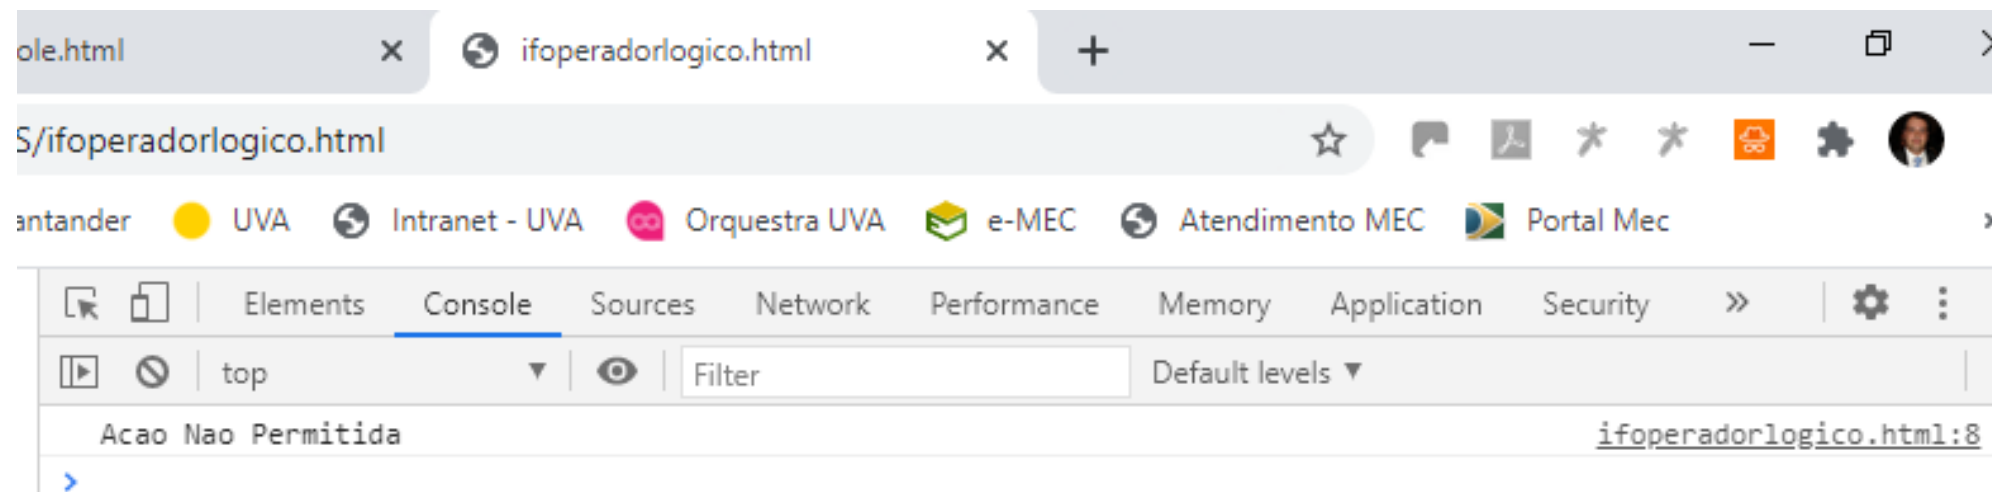 ole.html ifoperadorlogico.html
S/ifoperadorlogico.html
antander UVA Intranet - UVA Orquestra UVA e-MEC Atendimento MEC Portal Mec
Elements Console Sources Network Performance Memory Application Security
top Filter Default levels
Acao Nao Permitida ifoperadorlogico.html:8